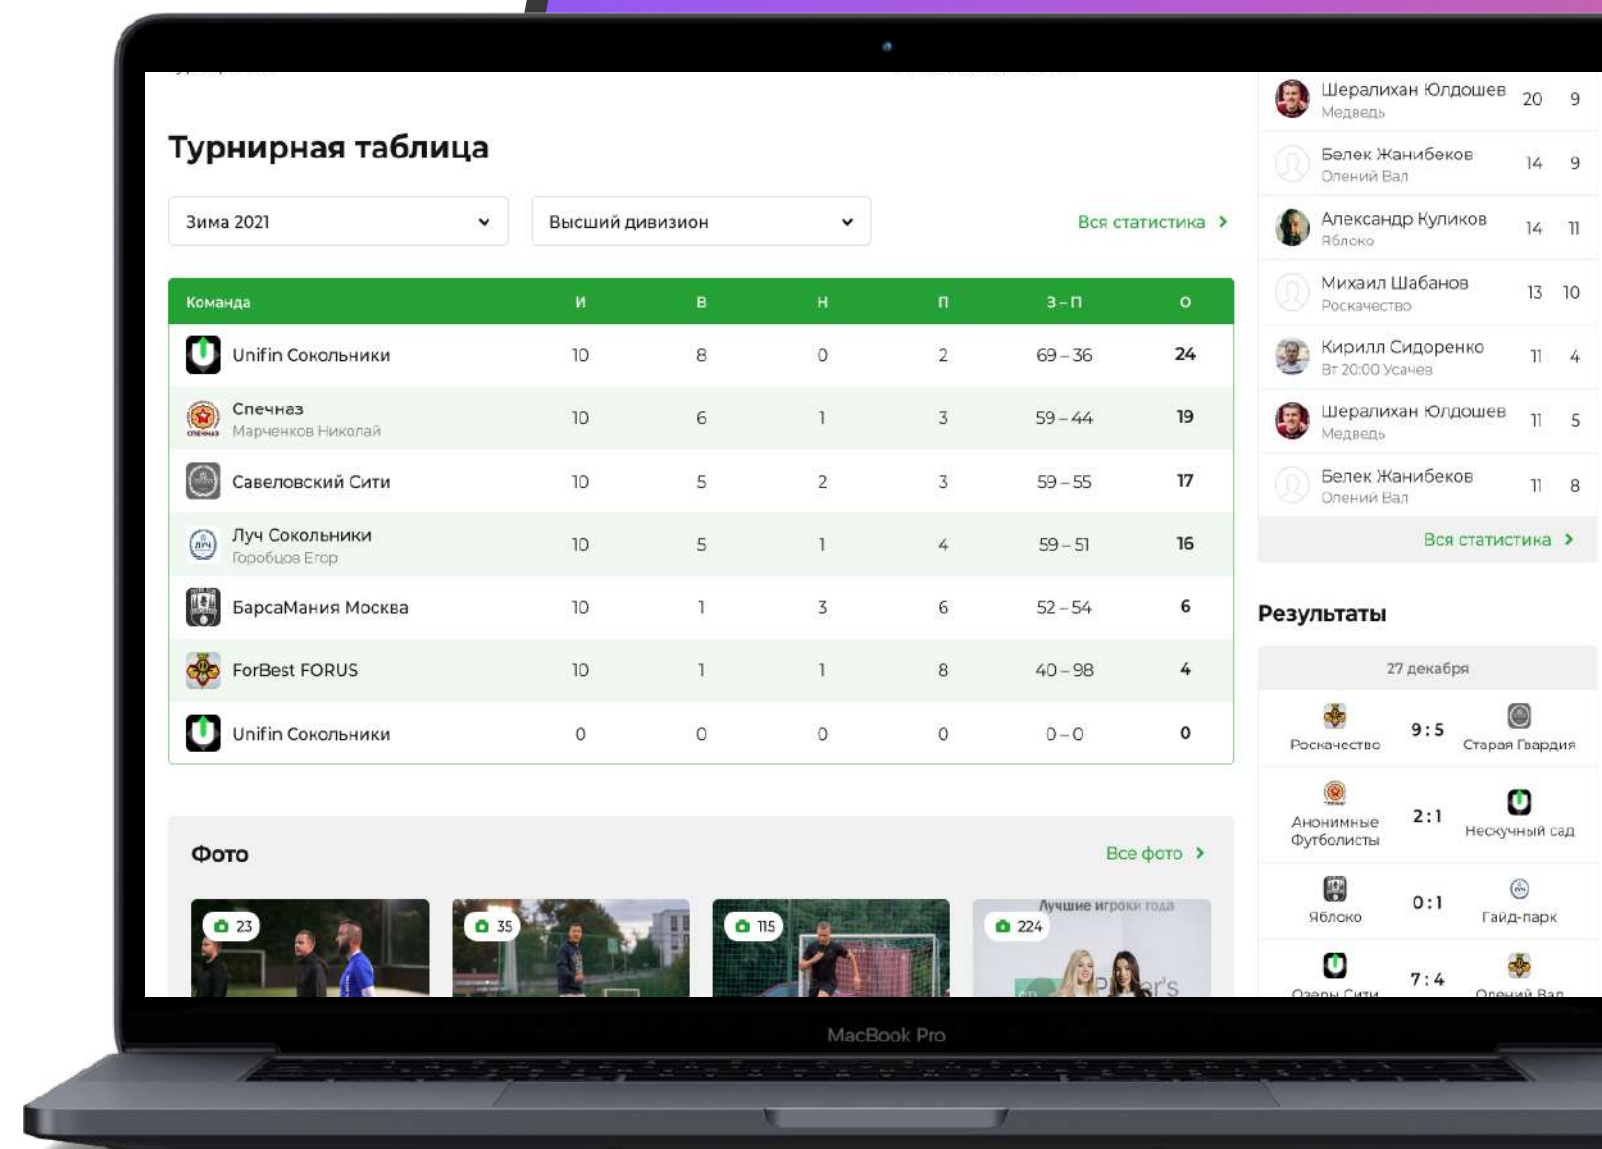 Турнирная таблица
Зима 2021
Высший дивизион
Вся статистика
Команда И В Н П З – П О
Unifin Сокольники 10 8 0 2 69 – 36 24
Спечназ 10 6 1 3 59 – 44 19
Марченков Николай
Савеловский Сити 10 5 2 3 59 – 55 17
Луч Сокольники 10 5 1 4 59 – 51 16
Горобцов Егор
БарсаМания Москва 10 1 3 6 52 – 54 6
ForBest FORUS 10 1 1 8 40 – 98 4
Unifin Сокольники 0 0 0 0 0 – 0 0
Фото
Все фото
23
35
115
224
Лучшие игроки года
Шералихан Юлдошев 20 9
Медведь
Белек Жанибеков 14 9
Олений Вал
Александр Куликов 14 11
Яблоко
Михаил Шабанов 13 10
Роскачество
Кирилл Сидоренко 11 4
Вт 20:00 Усачев
Шералихан Юлдошев 11 5
Медведь
Белек Жанибеков 11 8
Олений Вал
Вся статистика
Результаты
27 декабря
Роскачество 9 : 5 Старая Гвардия
Анонимные
Футболисты 2 : 1 Нескучный сад
Яблоко 0 : 1 Гайд-парк
Озеры Сити 7 : 4 Олений Вал
MacBook Pro